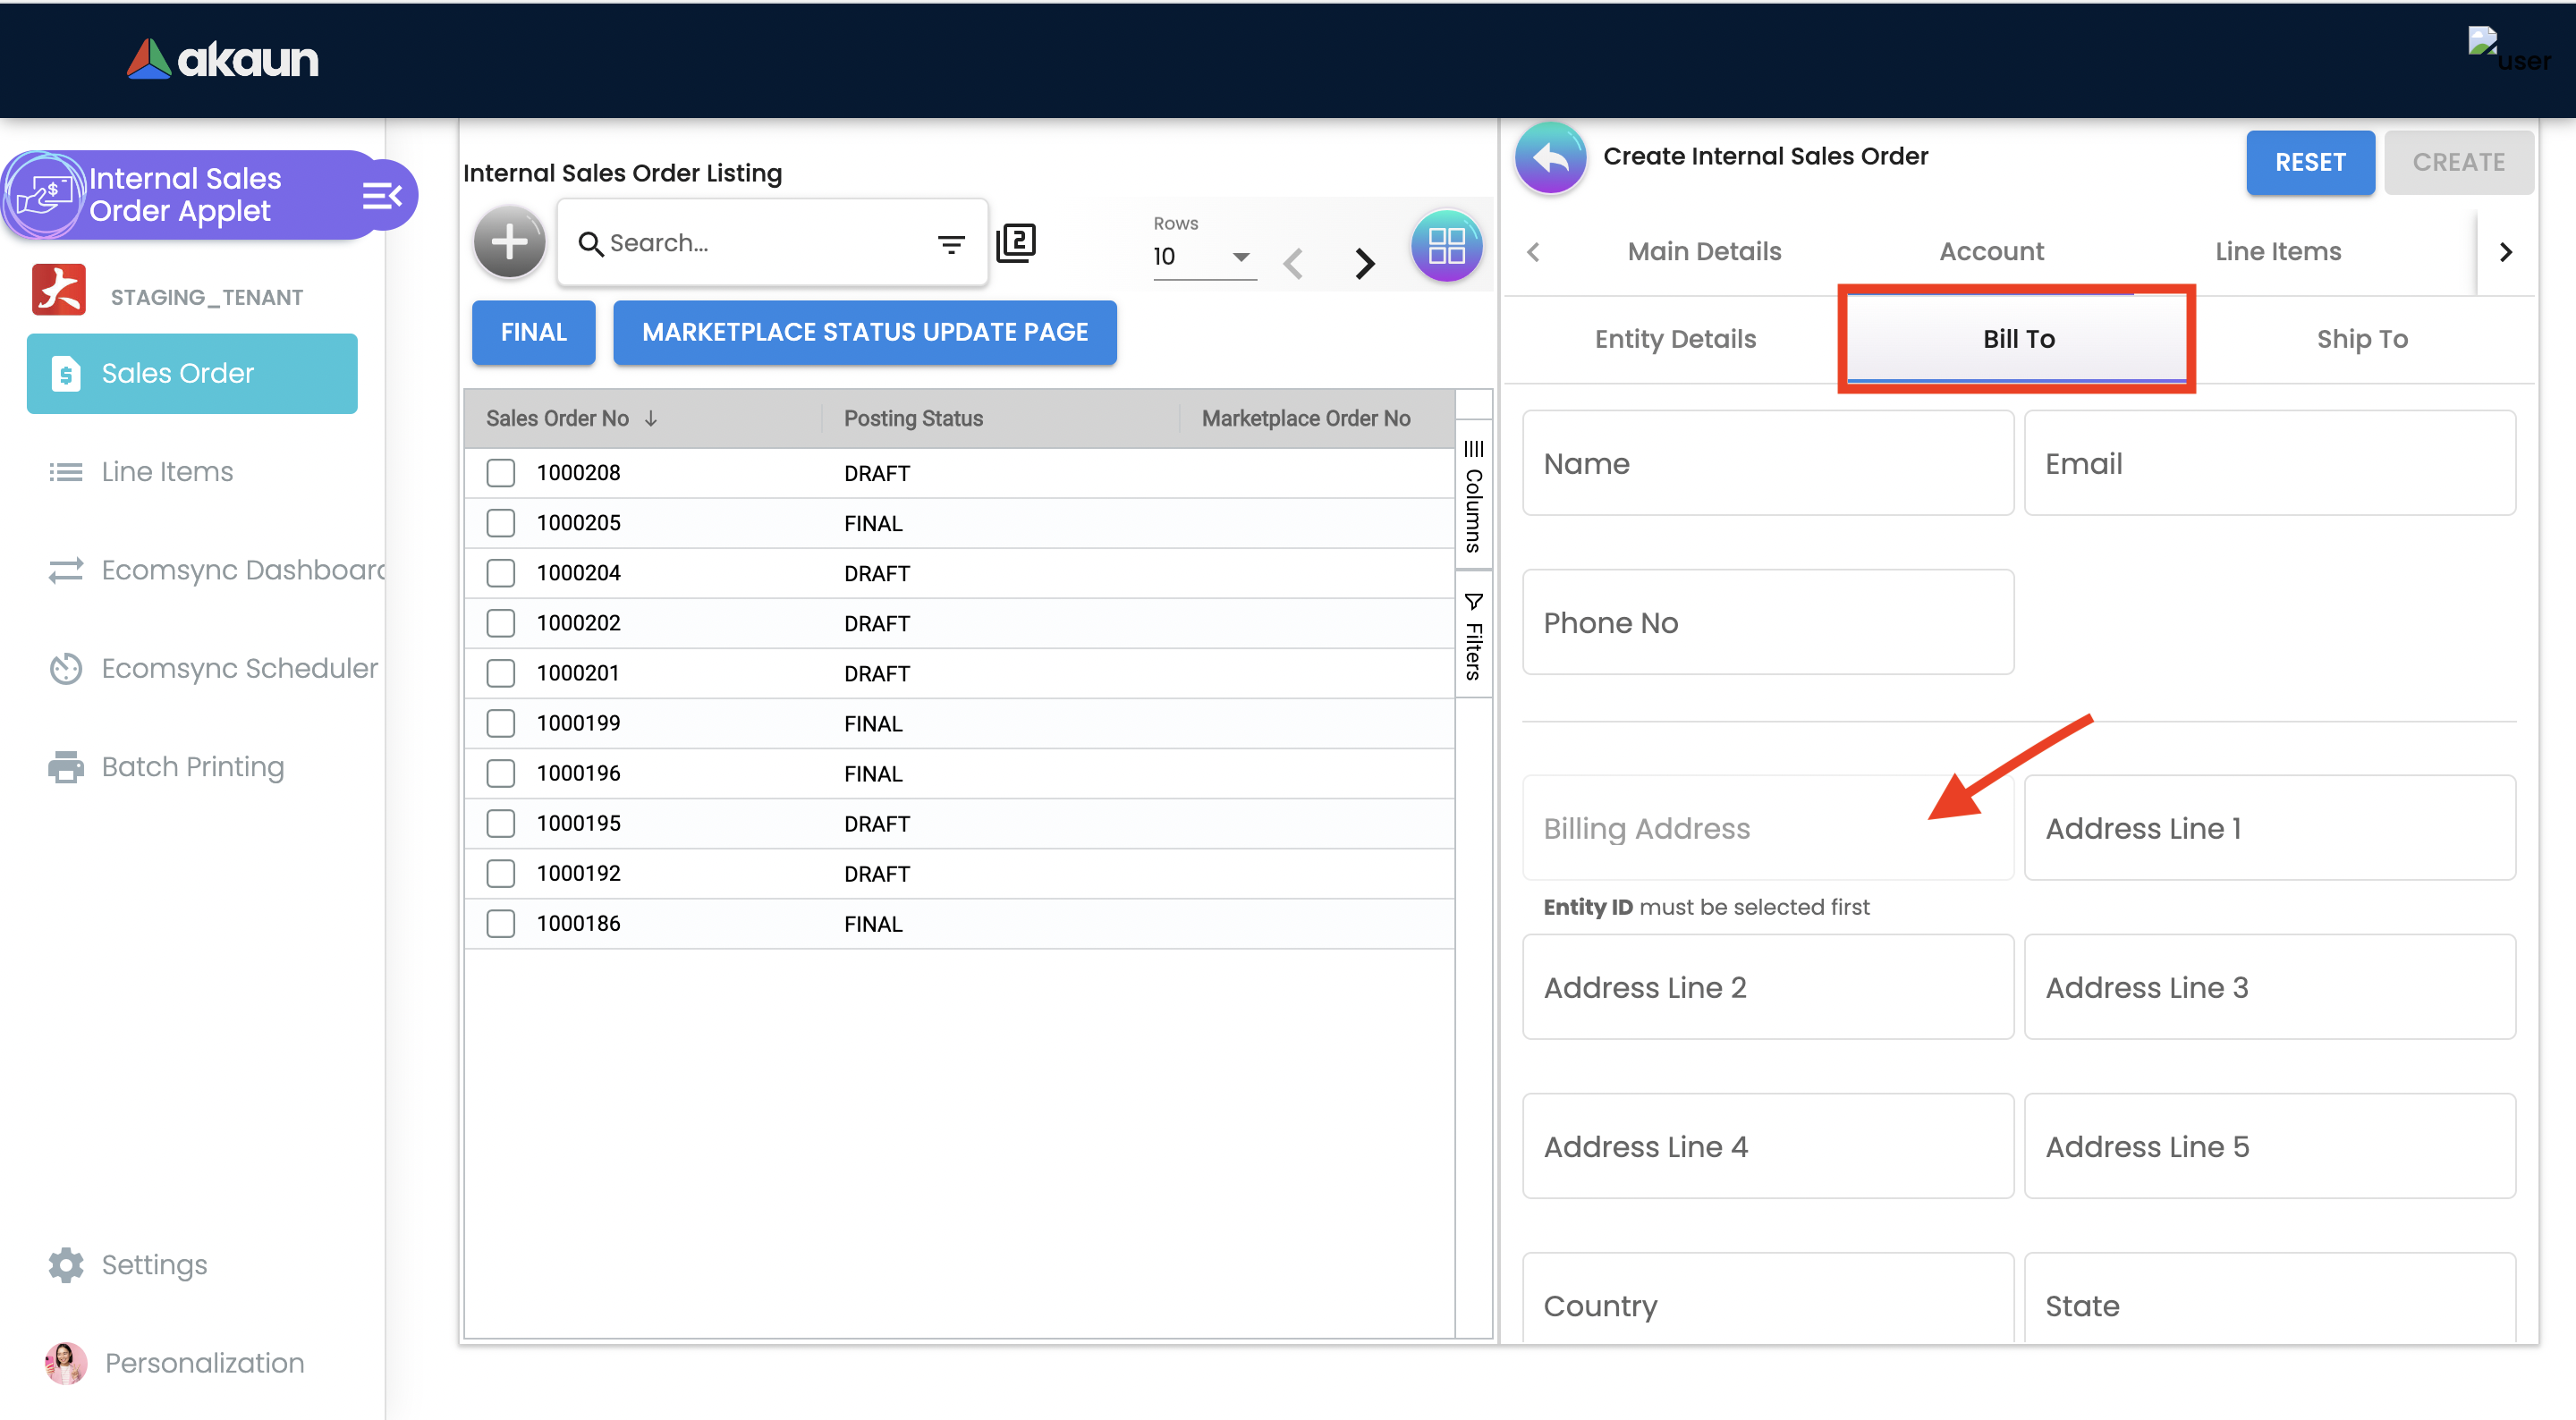 akaun
user
Internal Sales
Order Applet
STAGING_TENANT
Sales Order
Line Items
Ecomsync Dashboard
Ecomsync Scheduler
Batch Printing
Settings
Personalization
Internal Sales Order Listing
Search...
2
Rows
10
FINAL
MARKETPLACE STATUS UPDATE PAGE
Sales Order No Posting Status Marketplace Order No
1000208 DRAFT
1000205 FINAL
1000204 DRAFT
1000202 DRAFT
1000201 DRAFT
1000199 FINAL
1000196 FINAL
1000195 DRAFT
1000192 DRAFT
1000186 FINAL
Columns
Filters
Create Internal Sales Order
RESET
CREATE
Main Details Account Line Items
Entity Details Bill To Ship To
Name Email
Phone No
Billing Address Address Line 1
Entity ID must be selected first
Address Line 2 Address Line 3
Address Line 4 Address Line 5
Country State